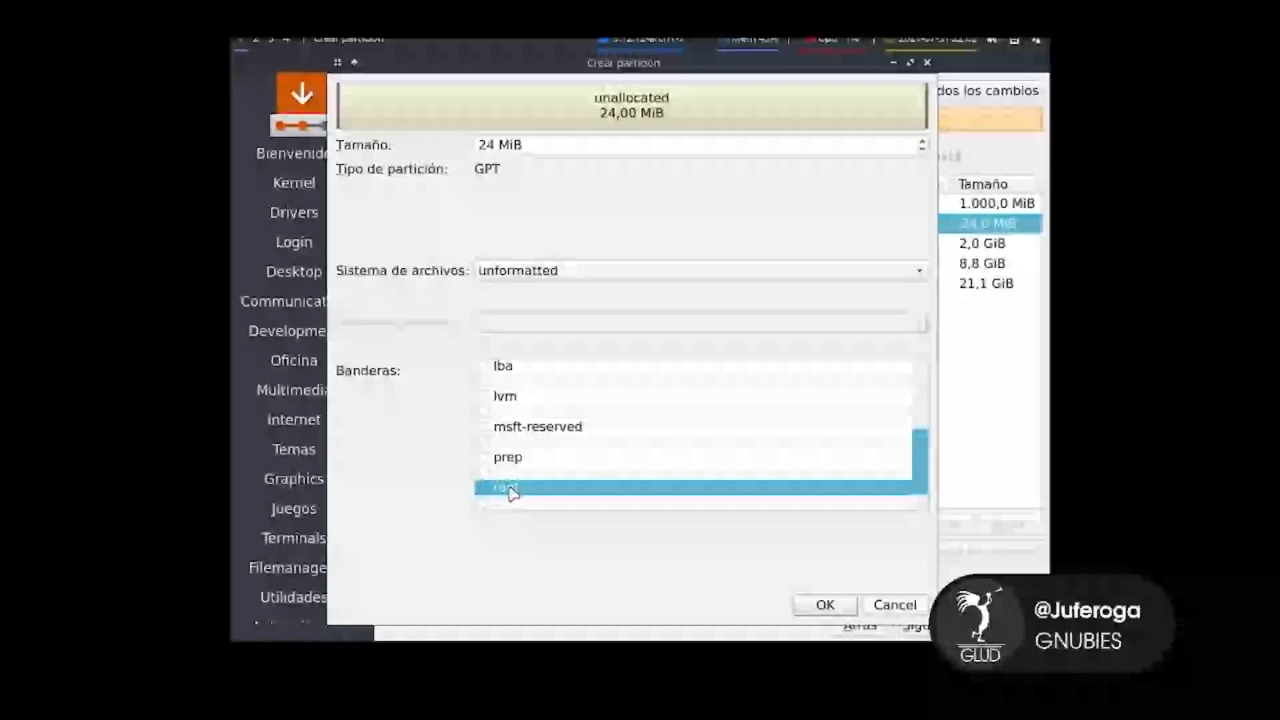 Crear partición
unallocated
24,00 MiB
Tamaño:
24 MiB
Tipo de partición:
GPT
Sistema de archivos:
unformatted
Banderas:
lba
lvm
msft-reserved
prep
OK
Cancel
Bienvenido
Kernel
Drivers
Login
Desktop
Communicat
Developme
Oficina
Multimedi
Internet
Temas
Graphics
Juegos
Terminals
Filemanage
Utilidades
dos los cambios
Tamaño
1.000,0 MiB
24,0 MiB
2,0 GiB
8,8 GiB
21,1 GiB
@Juferoga
GNUBIES
GLUD